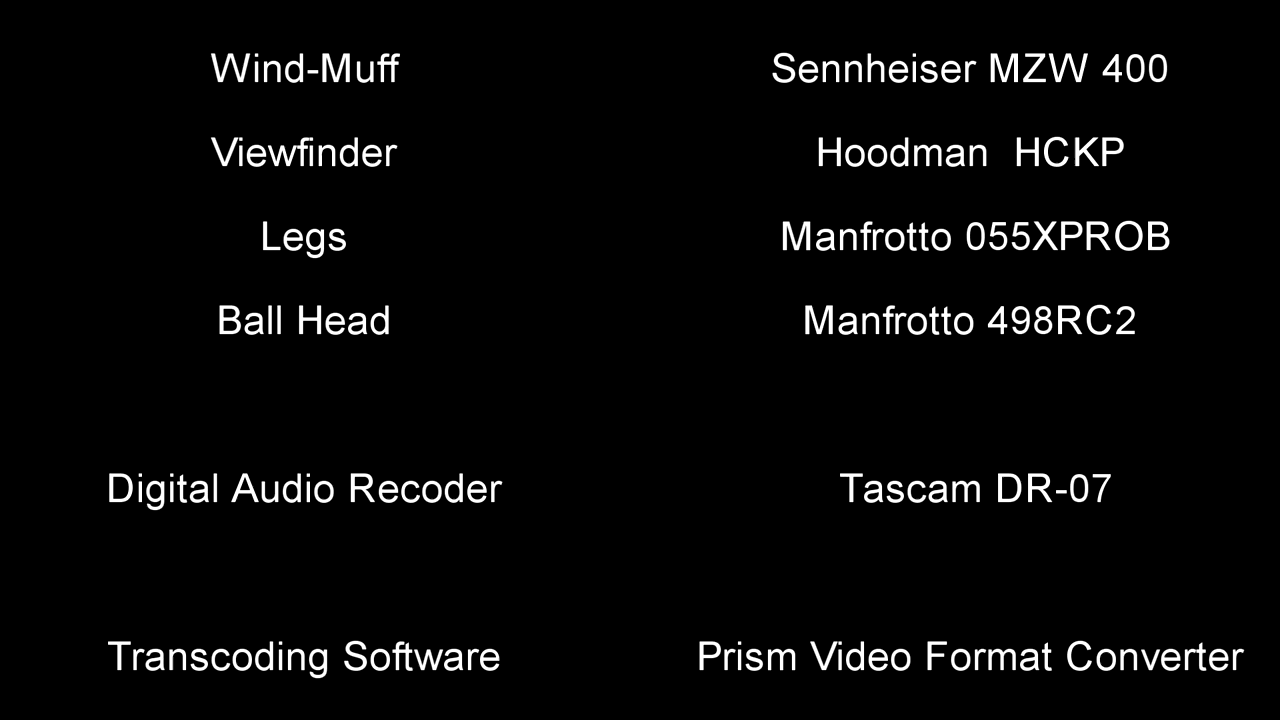 Wind-Muff Sennheiser MZW 400
Viewfinder Hoodman  HCKP
Legs Manfrotto 055XPROB
Ball Head Manfrotto 498RC2
Digital Audio Recoder Tascam DR-07
Transcoding Software Prism Video Format Converter